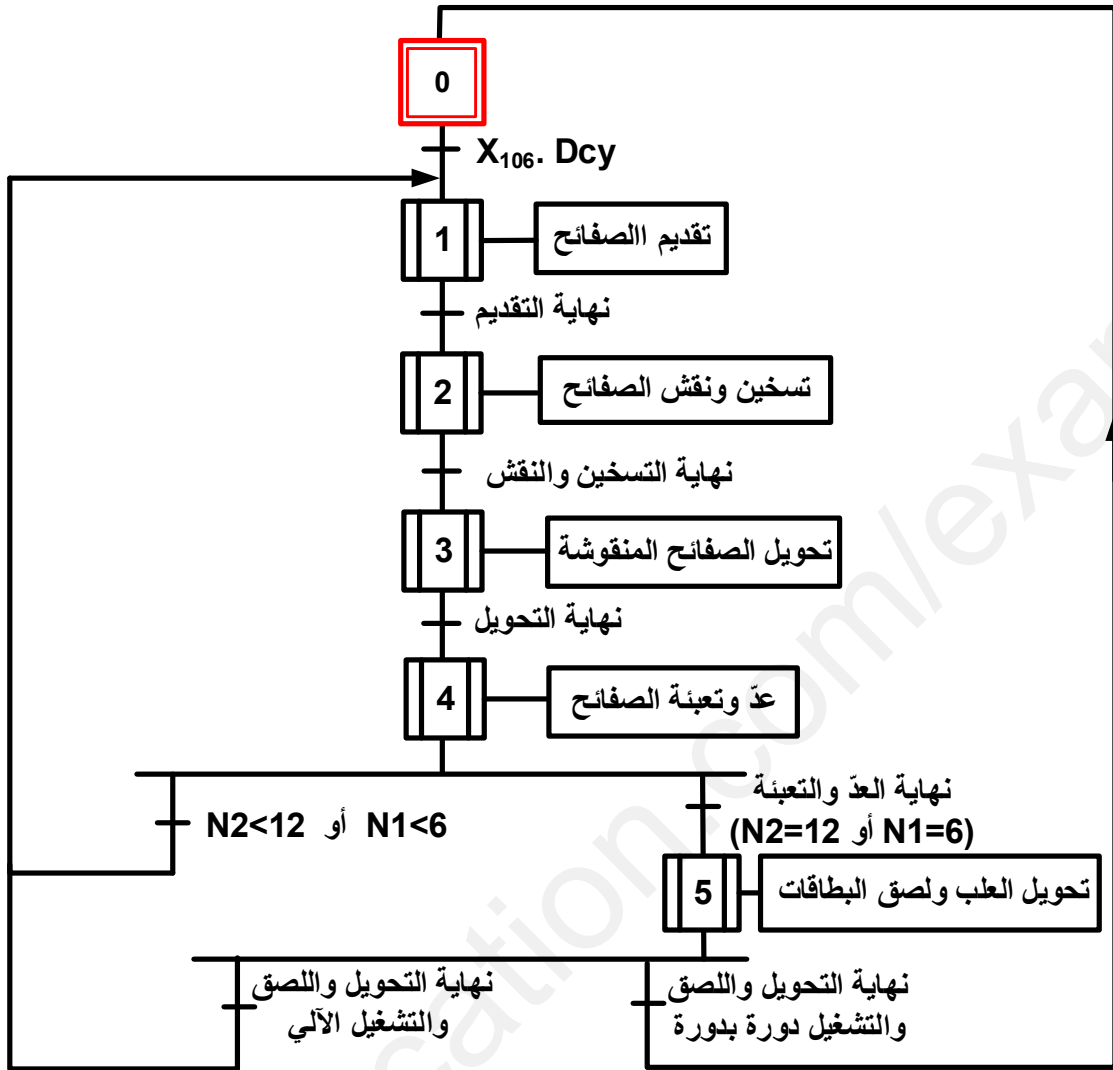 0
X106. Dcy
1
تقديم االصفائح
نهاية التقديم
2
تسخين ونقش الصفائح
نهاية التسخين والنقش
3
تحويل الصفائح المنقوشة
نهاية التحويل
4
عدّ وتعبئة الصفائح
نهاية العدّ والتعبئة
(N1=6 أو N2=12)
N1<6 أو N2<12
5
تحويل العلب ولصق البطاقات
نهاية التحويل واللصق
والتشغيل دورة بدورة
نهاية التحويل واللصق
والتشغيل الآلي